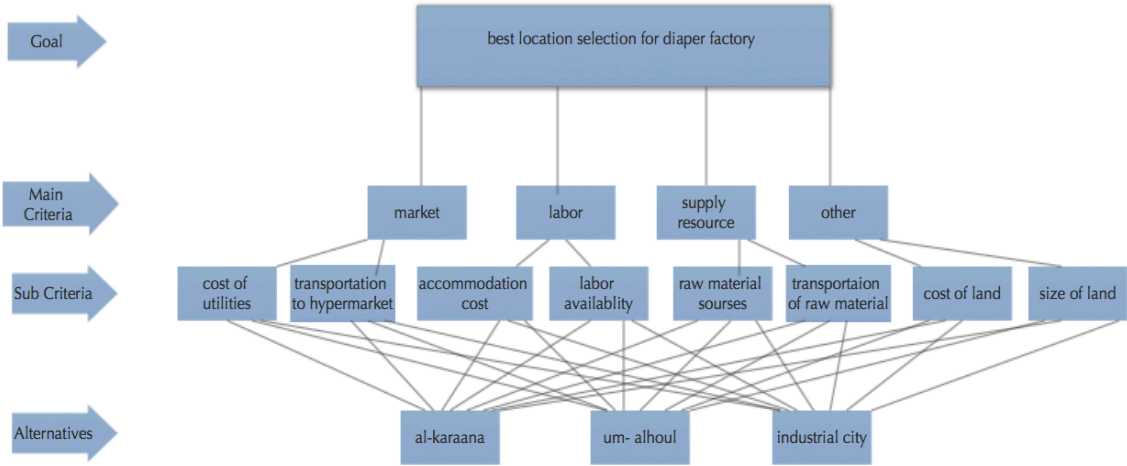 Goal
best location selection for diaper factory
Main
Criteria
market
labor
supply
resource
other
Sub Criteria
cost of
utilities
transportation
to hypermarket
accommodation
cost
labor
availablity
raw material
sourses
transportaion
of raw material
cost of land
size of land
Alternatives
al-karaana
um- alhoul
industrial city